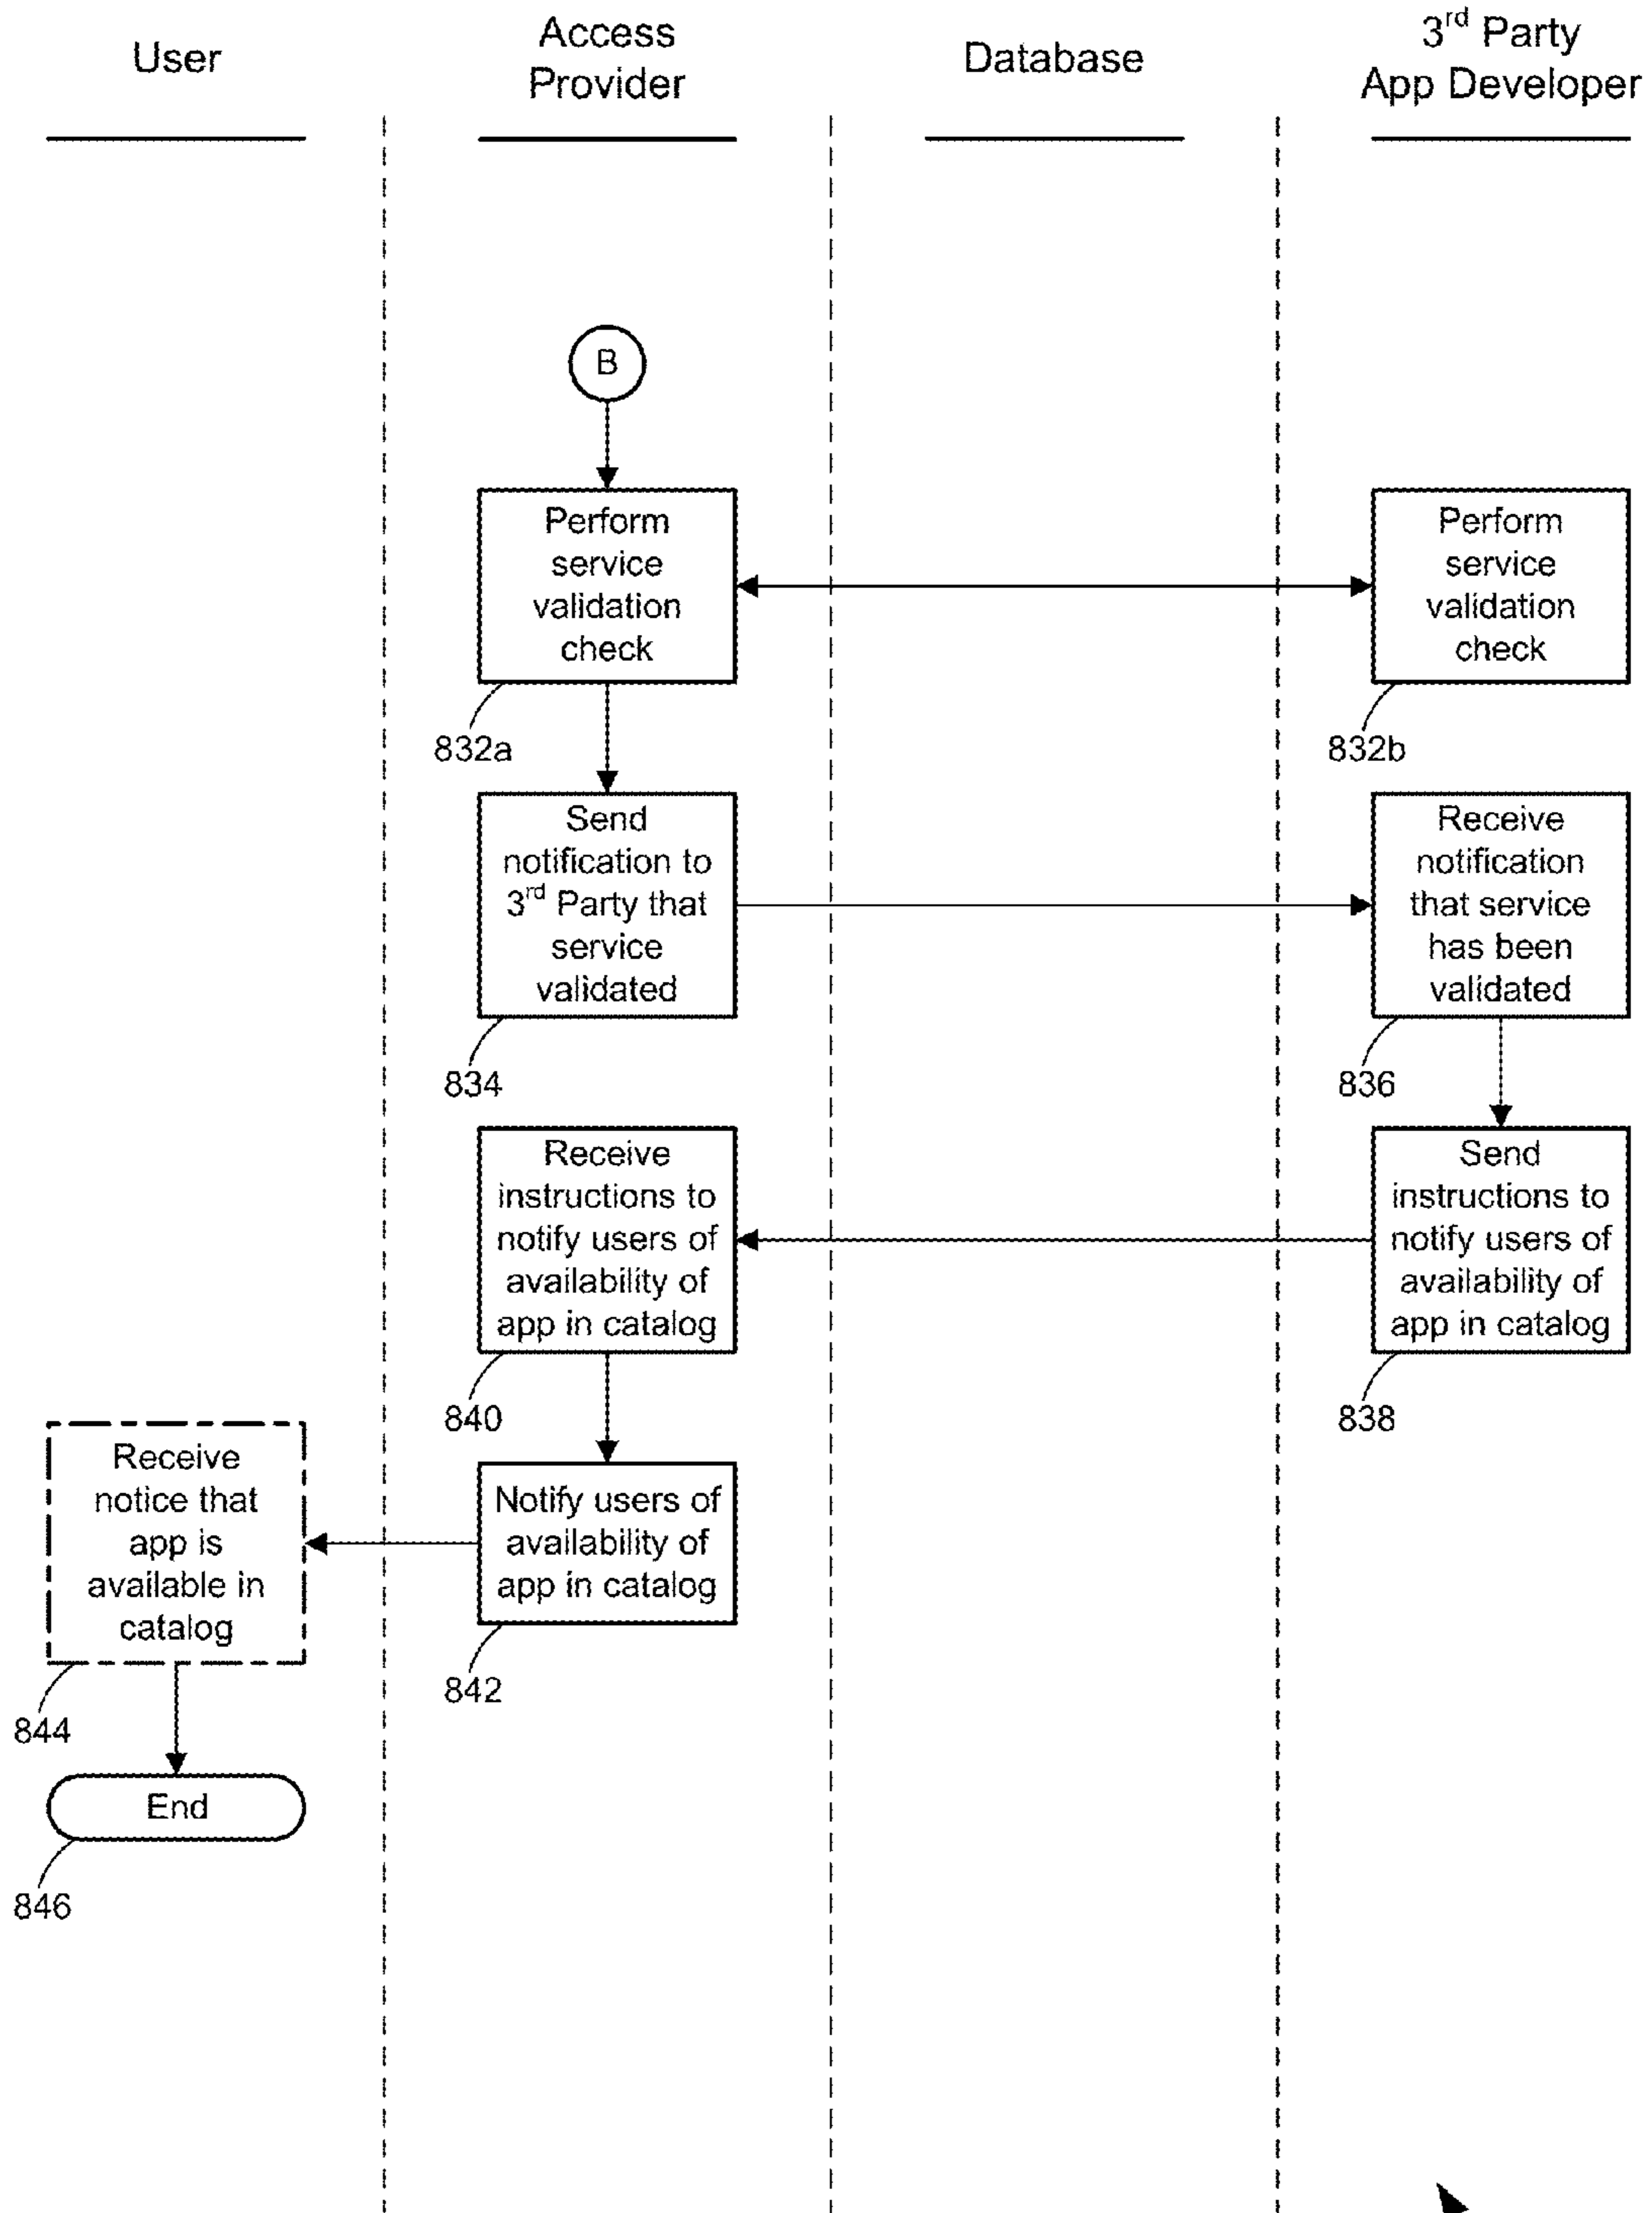 User
Access
Provider
Database
3rd Party
App Developer
B
Perform
service
validation
check
832a
Perform
service
validation
check
832b
Send
notification to
3rd Party that
service
validated
834
Receive
notification
that service
has been
validated
836
Receive
instructions to
notify users of
availability of
app in catalog
840
Send
instructions to
notify users of
availability of
app in catalog
838
Receive
notice that
app is
available in
catalog
844
Notify users of
availability of
app in catalog
842
End
846